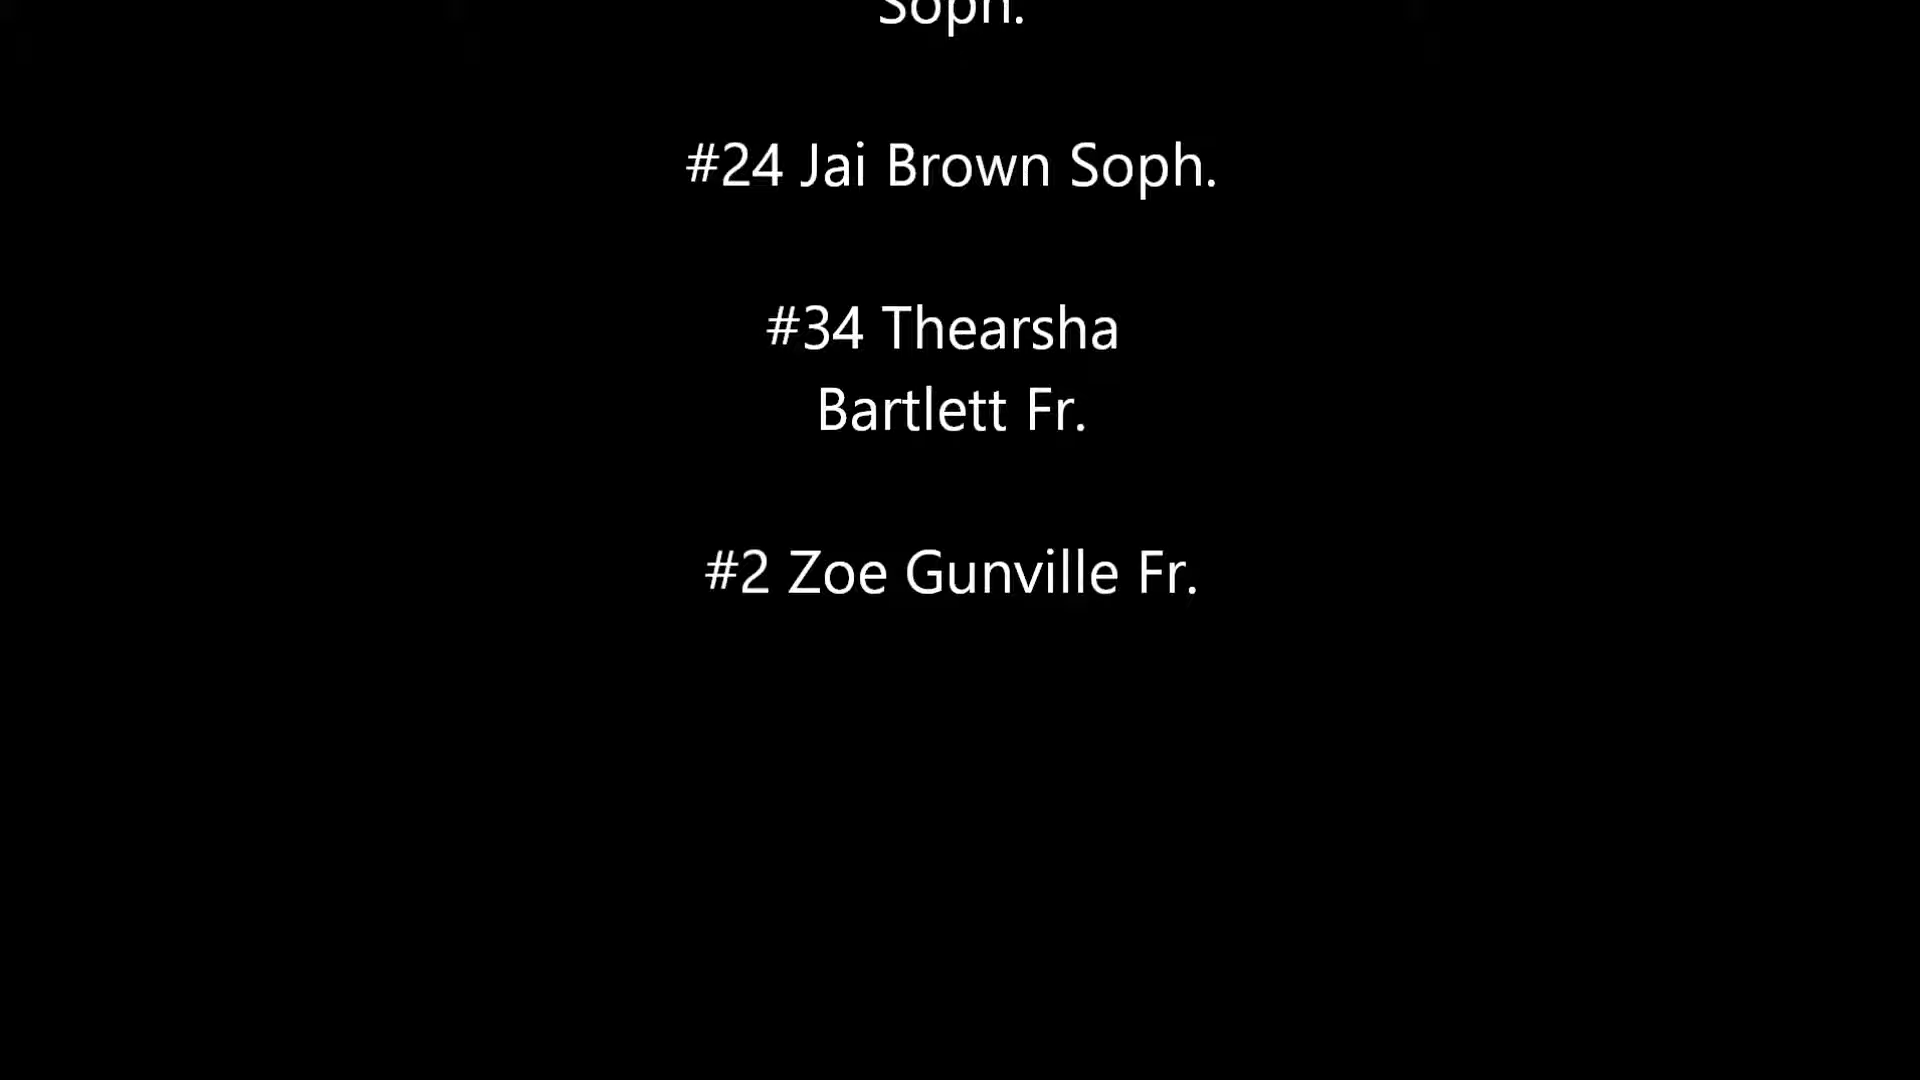 Soph.
#24 Jai Brown Soph.
#34 Thearsha
Bartlett Fr.
#2 Zoe Gunville Fr.